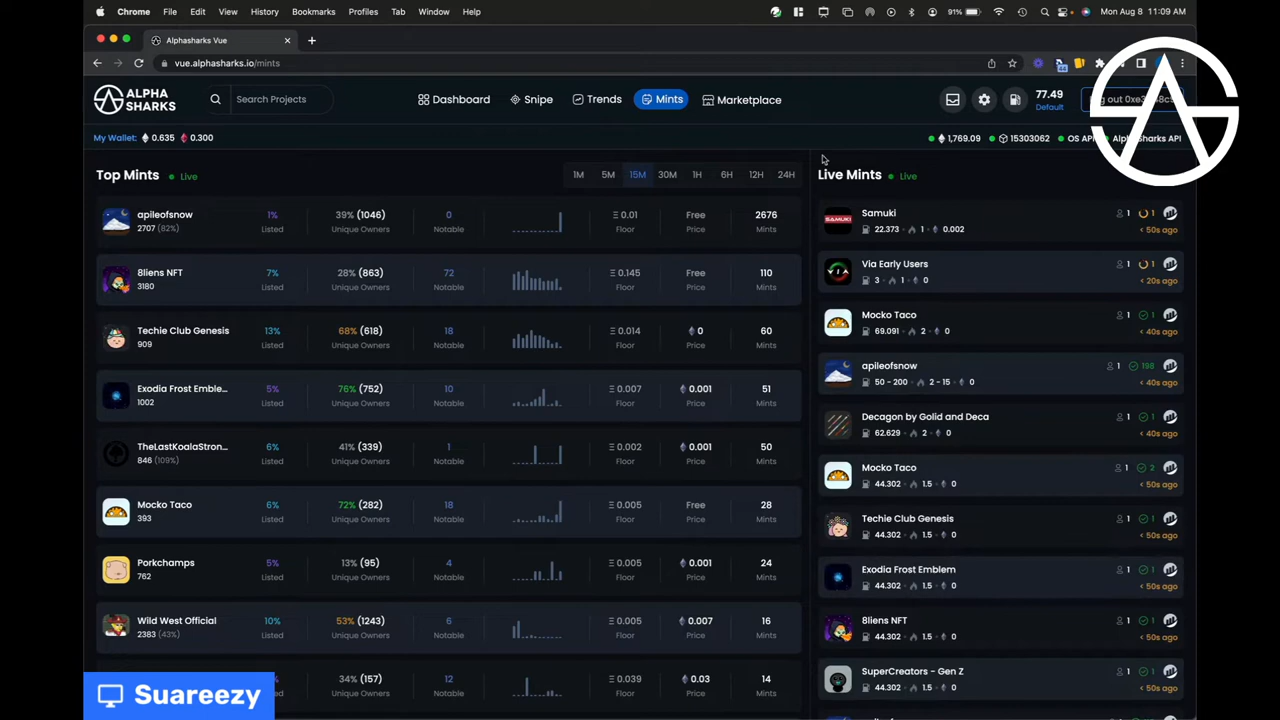 Chrome File Edit View History Bookmarks Profiles Tab Window Help
91% Mon Aug 8 11:09 AM
Alphasharks Vue
vue.alphasharks.io/mints
ALPHA
SHARKS
Search Projects
Dashboard Snipe Trends Mints Marketplace
77.49
Default
My Wallet: 0.635 0.300
1,769.09 15303062 OS API Alpha Sharks API
Top Mints Live
1M 5M 15M 30M 1H 6H 12H 24H
apileofsnow 1% 39% (1046) 0 Ξ 0.01 Free 2676
2707 (82%) Listed Unique Owners Notable Floor Price Mints
8liens NFT 7% 28% (863) 72 Ξ 0.145 Free 110
3180 Listed Unique Owners Notable Floor Price Mints
Techie Club Genesis 13% 68% (618) 18 Ξ 0.014 0 60
909 Listed Unique Owners Notable Floor Price Mints
Exodia Frost Emble... 5% 76% (752) 10 Ξ 0.007 0.001 51
1002 Listed Unique Owners Notable Floor Price Mints
TheLastKoalaStron... 6% 41% (339) 1 Ξ 0.002 0.001 50
846 (109%) Listed Unique Owners Notable Floor Price Mints
Mocko Taco 6% 72% (282) 18 Ξ 0.005 Free 28
393 Listed Unique Owners Notable Floor Price Mints
Porkchamps 5% 13% (95) 4 Ξ 0.005 0.001 24
762 Listed Unique Owners Notable Floor Price Mints
Wild West Official 10% 53% (1243) 6 Ξ 0.005 0.007 16
2383 (43%) Listed Unique Owners Notable Floor Price Mints
34% (157) 12 Ξ 0.039 0.03 14
Unique Owners Notable Floor Price Mints
Live Mints Live
SAMUKI
Samuki 1 1
22.373 • 1 • 0.002 < 50s ago
VIA
Via Early Users 1 1
3 • 1 • 0 < 20s ago
Mocko Taco 1 1
69.091 • 2 • 0 < 40s ago
apileofsnow 1 198
50 - 200 • 2 - 15 • 0 < 40s ago
Decagon by Golid and Deca 1 1
62.629 • 2 • 0 < 40s ago
Mocko Taco 1 2
44.302 • 1.5 • 0 < 50s ago
Techie Club Genesis 1 1
44.302 • 1.5 • 0 < 50s ago
Exodia Frost Emblem 1 1
44.302 • 1.5 • 0 < 50s ago
8liens NFT 1 1
44.302 • 1.5 • 0 < 50s ago
SuperCreators - Gen Z 1 1
44.302 • 1.5 • 0 < 50s ago
Suareezy